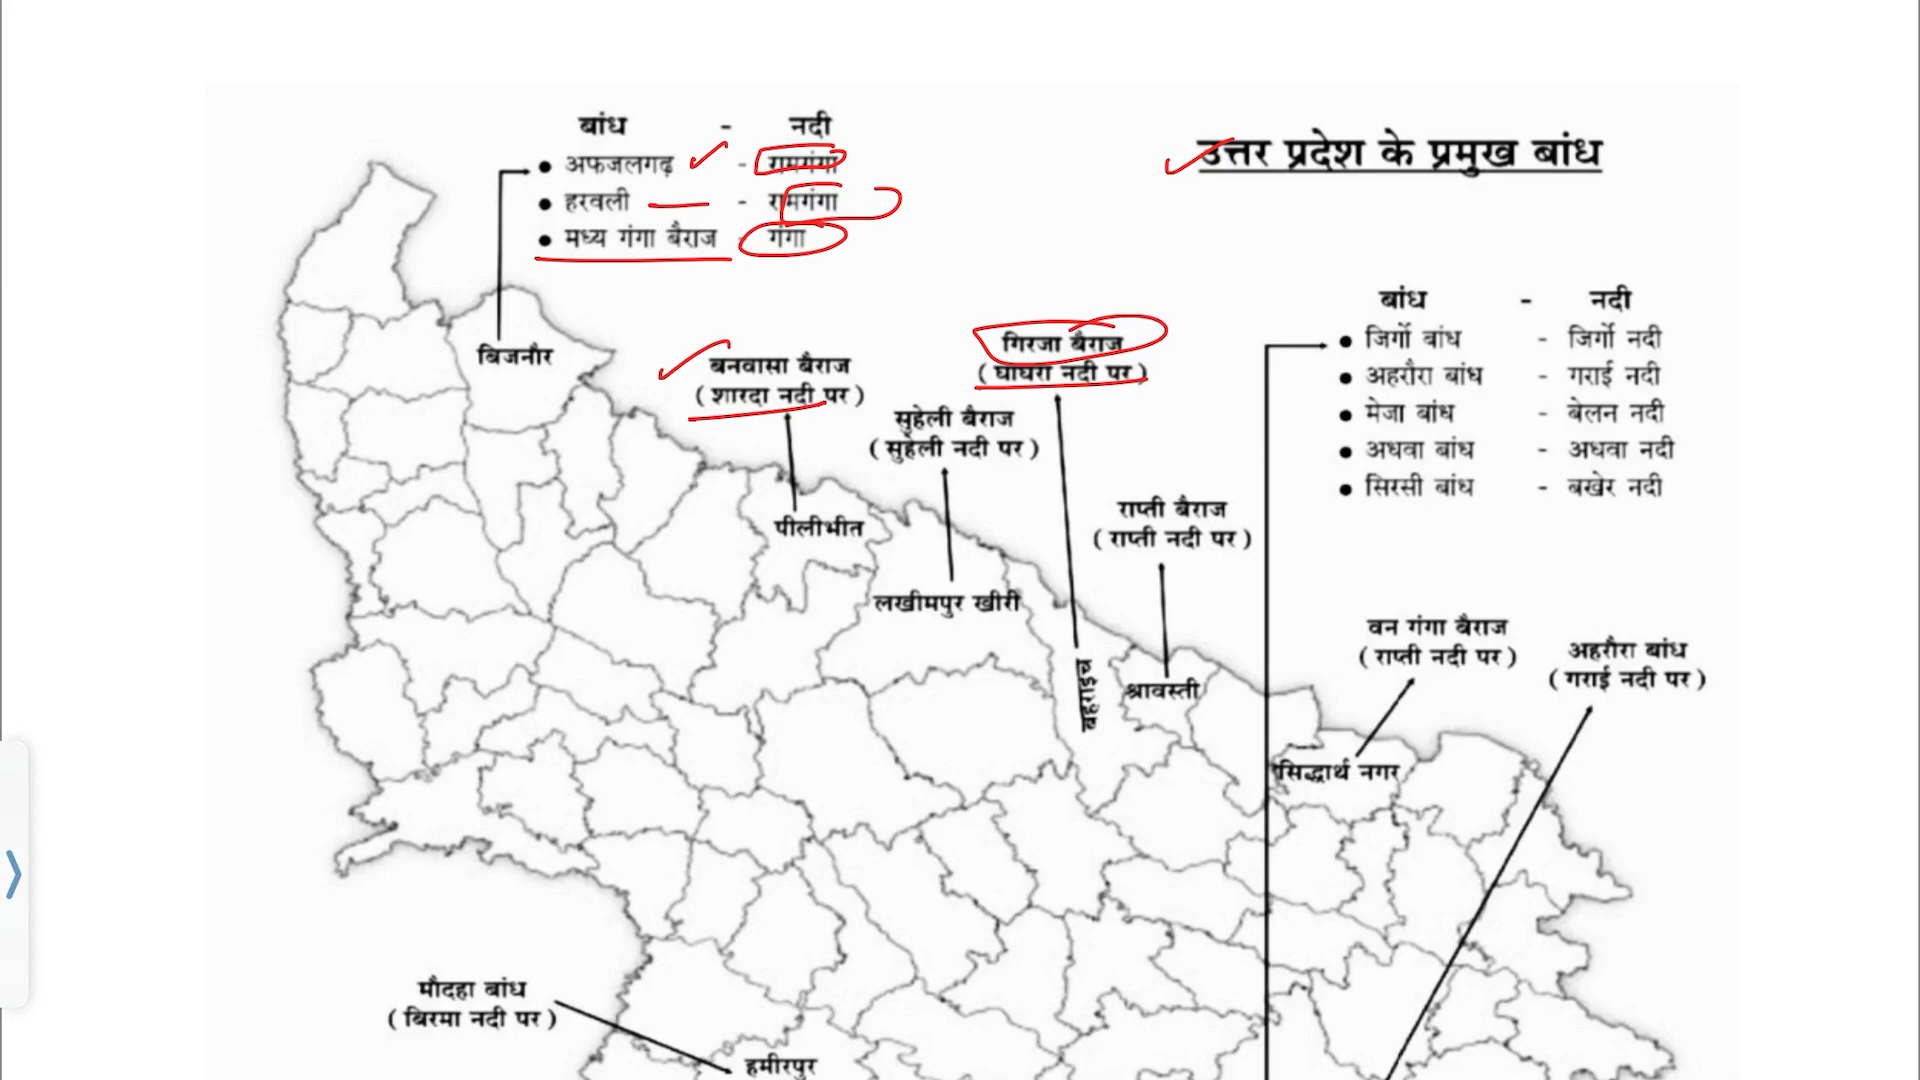 उत्तर प्रदेश के प्रमुख बांध
बांध - नदी
• अफजलगढ़ - रामगंगा
• हरवली - रामगंगा
• मध्य गंगा बैराज - गंगा
बिजनौर
बनवासा बैराज
( शारदा नदी पर )
पीलीभीत
सुहेली बैराज
( सुहेली नदी पर )
लखीमपुर खीरी
गिरजा बैराज
( घाघरा नदी पर )
बहराइच
राप्ती बैराज
( राप्ती नदी पर )
श्रावस्ती
बांध - नदी
• जिर्गो बांध - जिर्गो नदी
• अहरौरा बांध - गराई नदी
• मेजा बांध - बेलन नदी
• अधवा बांध - अधवा नदी
• सिरसी बांध - बखेर नदी
वन गंगा बैराज
( राप्ती नदी पर )
सिद्धार्थ नगर
अहरौरा बांध
( गराई नदी पर )
मौदहा बांध
( बिरमा नदी पर )
हमीरपुर